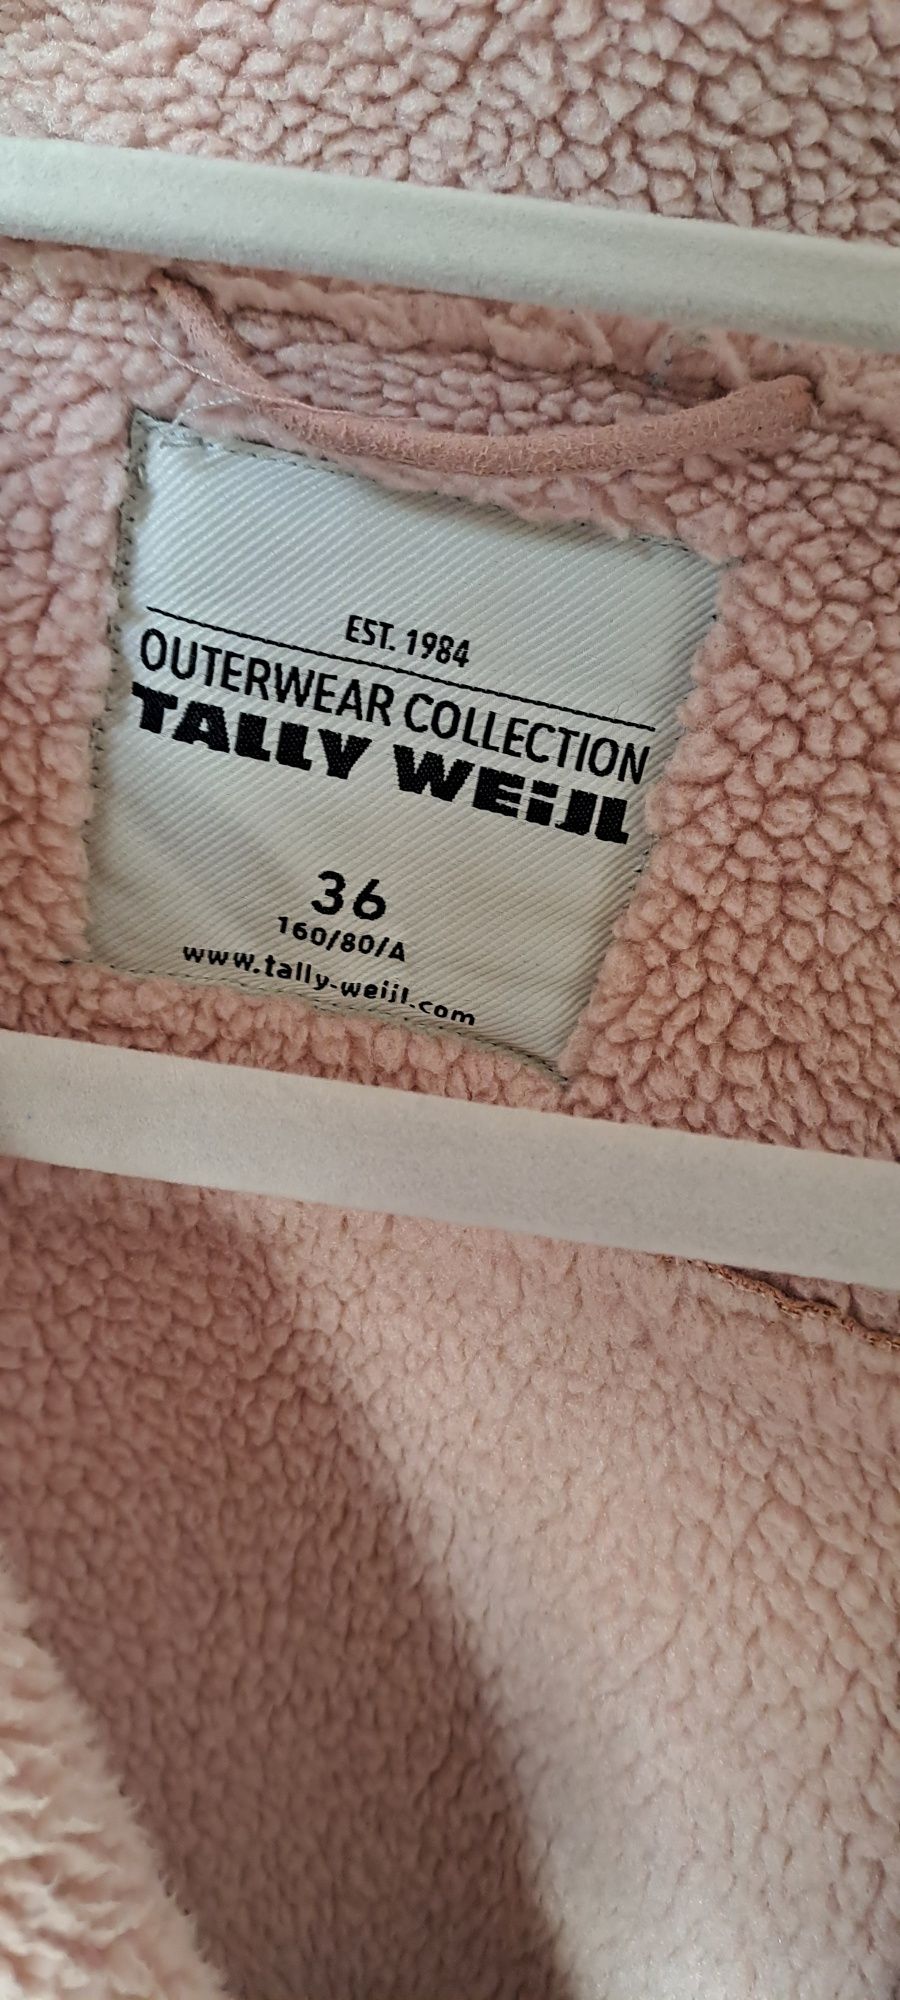 EST. 1984
OUTERWEAR COLLECTION
TALLY WEiJL
36
160/80/A
www.tally-weijl.com